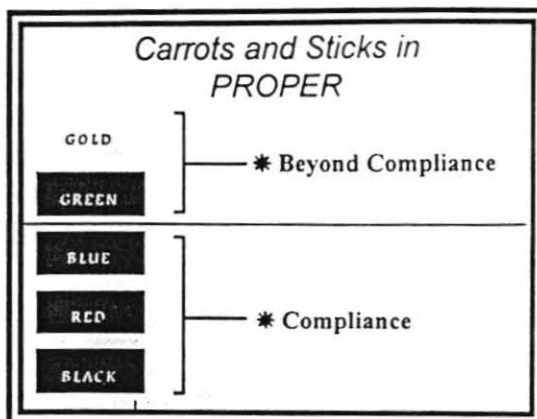 Carrots and Sticks in
PROPER
GOLD
✷ Beyond Compliance
GREEN
BLUE
RED
✷ Compliance
BLACK